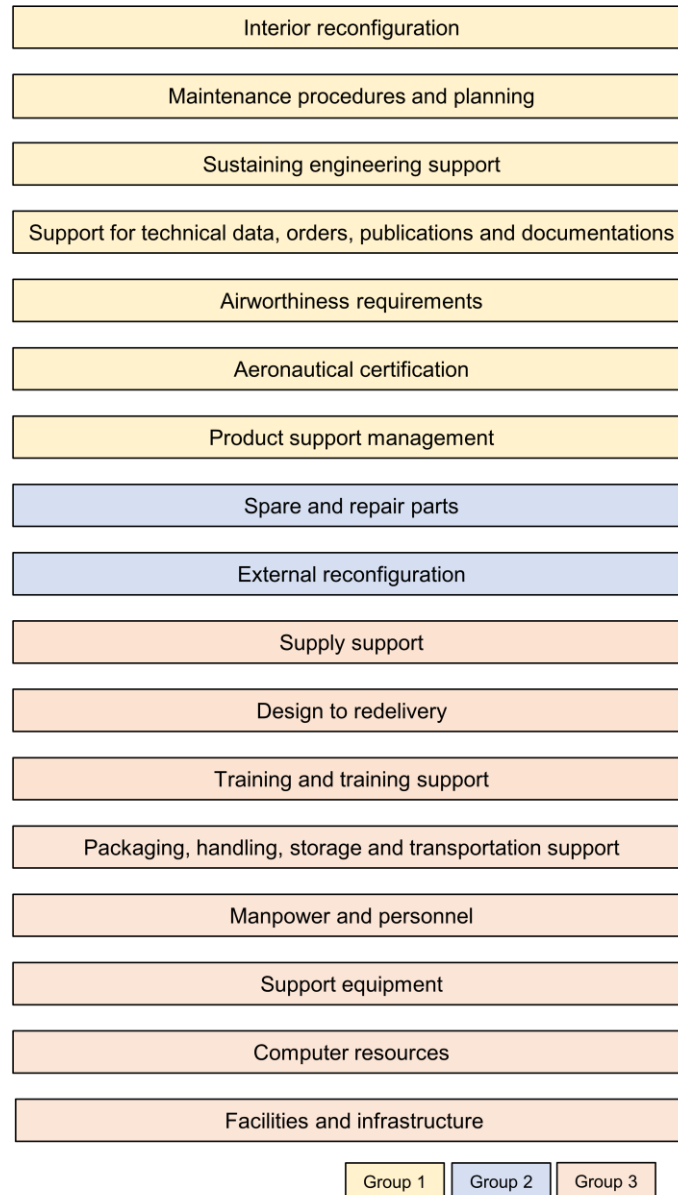 Interior reconfiguration
Maintenance procedures and planning
Sustaining engineering support
Support for technical data, orders, publications and documentations
Airworthiness requirements
Aeronautical certification
Product support management
Spare and repair parts
External reconfiguration
Supply support
Design to redelivery
Training and training support
Packaging, handling, storage and transportation support
Manpower and personnel
Support equipment
Computer resources
Facilities and infrastructure
Group 1 Group 2 Group 3